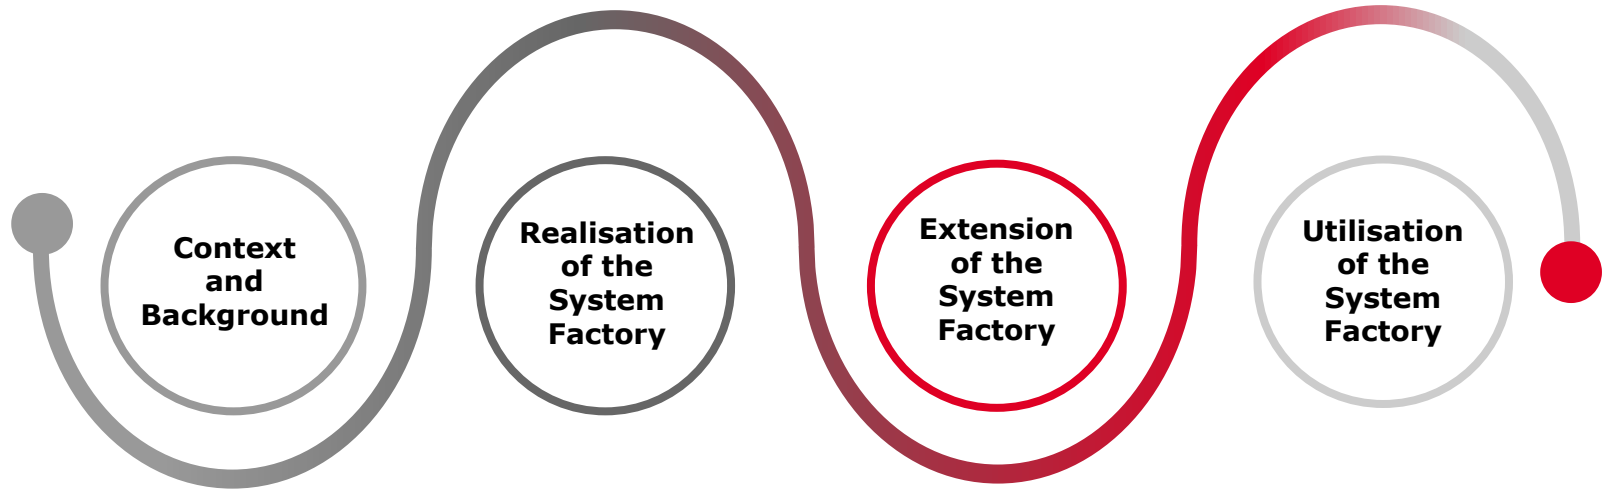 Context
and
Background
Realisation
of the
System
Factory
Extension
of the
System
Factory
Utilisation
of the
System
Factory